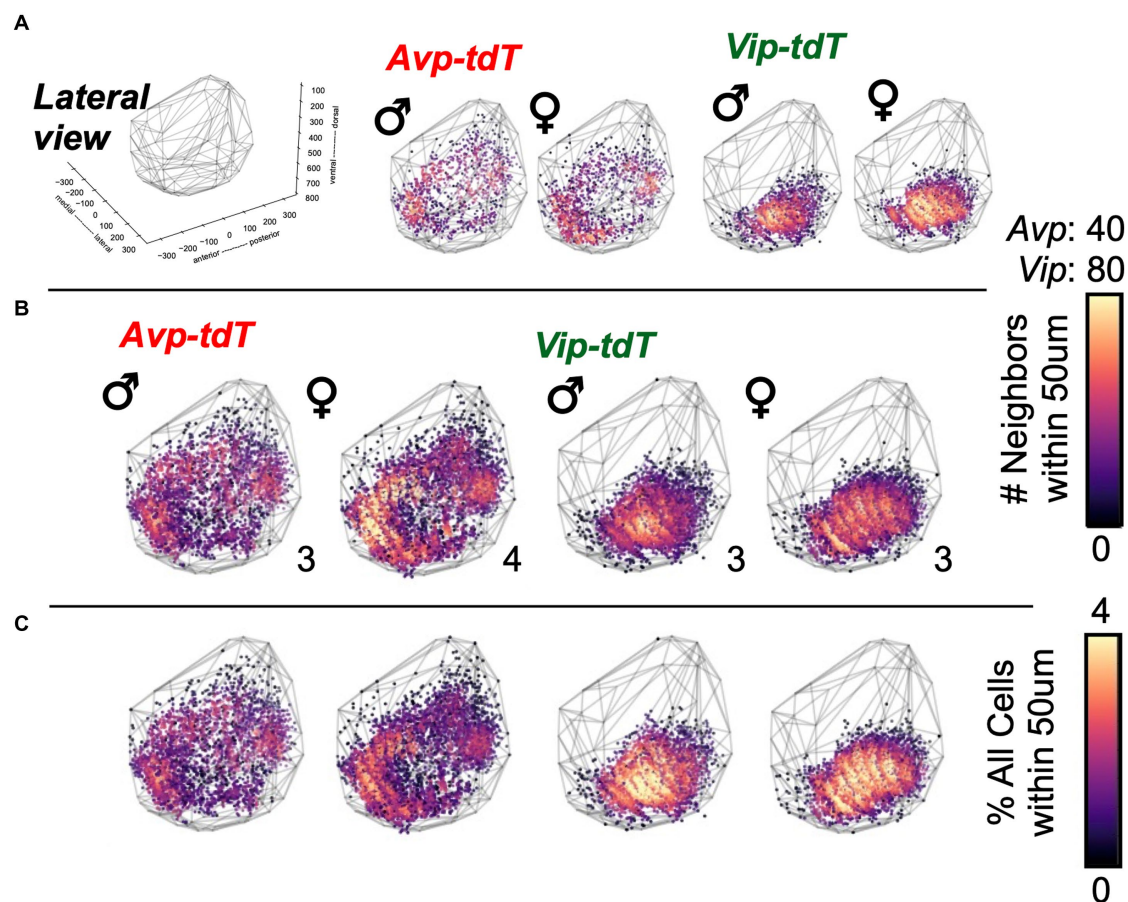 A
Lateral
view
100
200
300
400
500
600
700
800
ventral ---------- dorsal
−300
−200
−100
0
100
200
300
medial ---------- lateral
−300
−200
−100
0
100
200
300
anterior ---------- posterior
Avp-tdT
♂
♀
Vip-tdT
♂
♀
Avp: 40
Vip: 80
# Neighbors
within 50um
0
B
Avp-tdT
♂
♀
Vip-tdT
♂
♀
3
4
3
3
C
4
% All Cells
within 50um
0